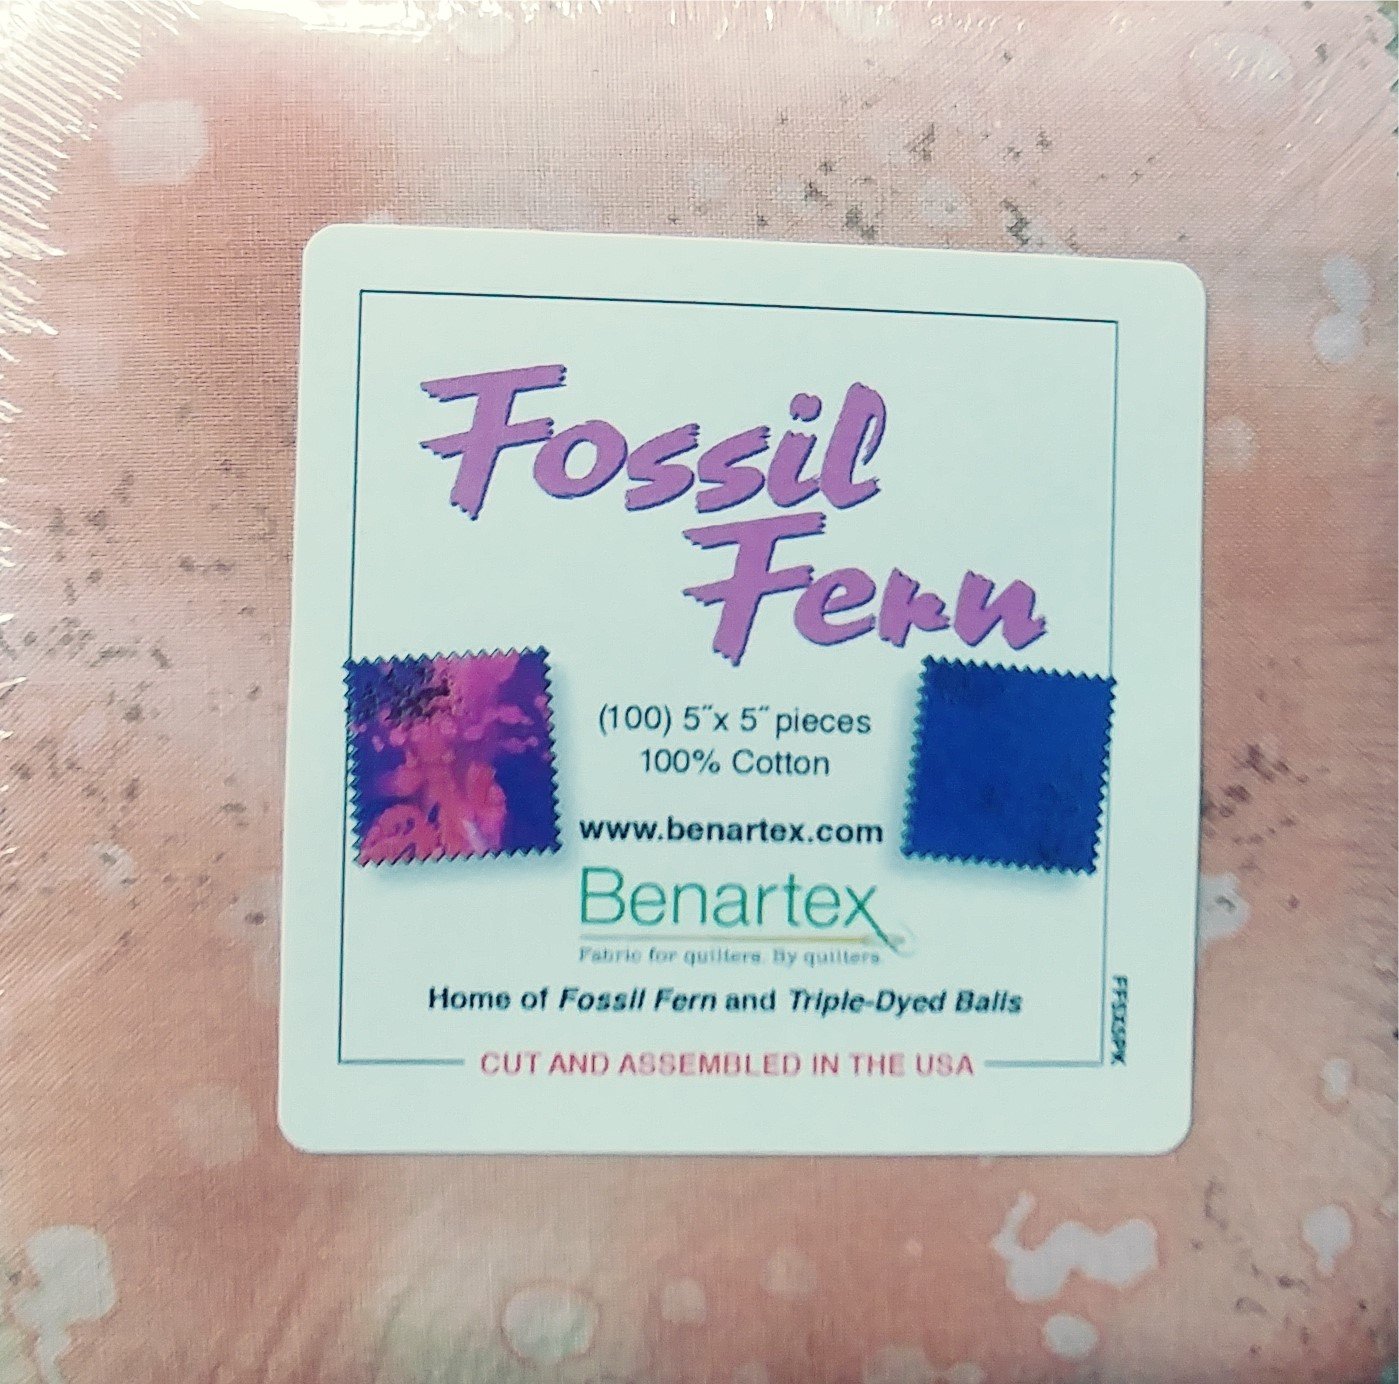 Fossil
Fern
(100) 5"x 5" pieces
100% Cotton
www.benartex.com
Benartex
Fabric for quilters. By quilters.
Home of Fossil Fern and Triple-Dyed Balis
CUT AND ASSEMBLED IN THE USA